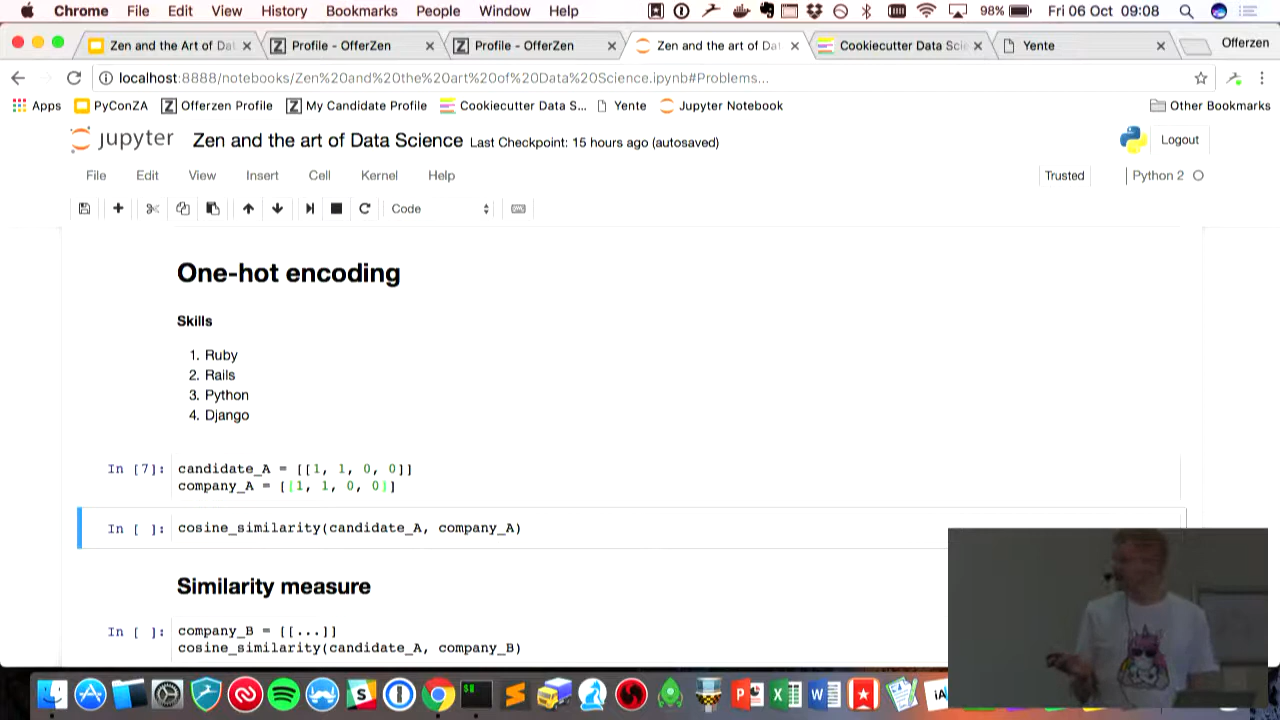 Chrome File Edit View History Bookmarks People Window Help 98% Fri 06 Oct 09:08
Zen and the Art of Dat Profile - OfferZen Profile - OfferZen Zen and the art of Dat Cookiecutter Data Scie Yente Offerzen
localhost:8888/notebooks/Zen%20and%20the%20art%20of%20Data%20Science.ipynb#Problems...
Apps PyConZA Offerzen Profile My Candidate Profile Cookiecutter Data S... Yente Jupyter Notebook Other Bookmarks
jupyter Zen and the art of Data Science Last Checkpoint: 15 hours ago (autosaved) Logout
File Edit View Insert Cell Kernel Help Trusted Python 2
Code
One-hot encoding
Skills
1. Ruby
2. Rails
3. Python
4. Django
In [7]: candidate_A = [[1, 1, 0, 0]]
company_A = [[1, 1, 0, 0]]
In [ ]: cosine_similarity(candidate_A, company_A)
Similarity measure
In [ ]: company_B = [[...]]
cosine_similarity(candidate_A, company_B)